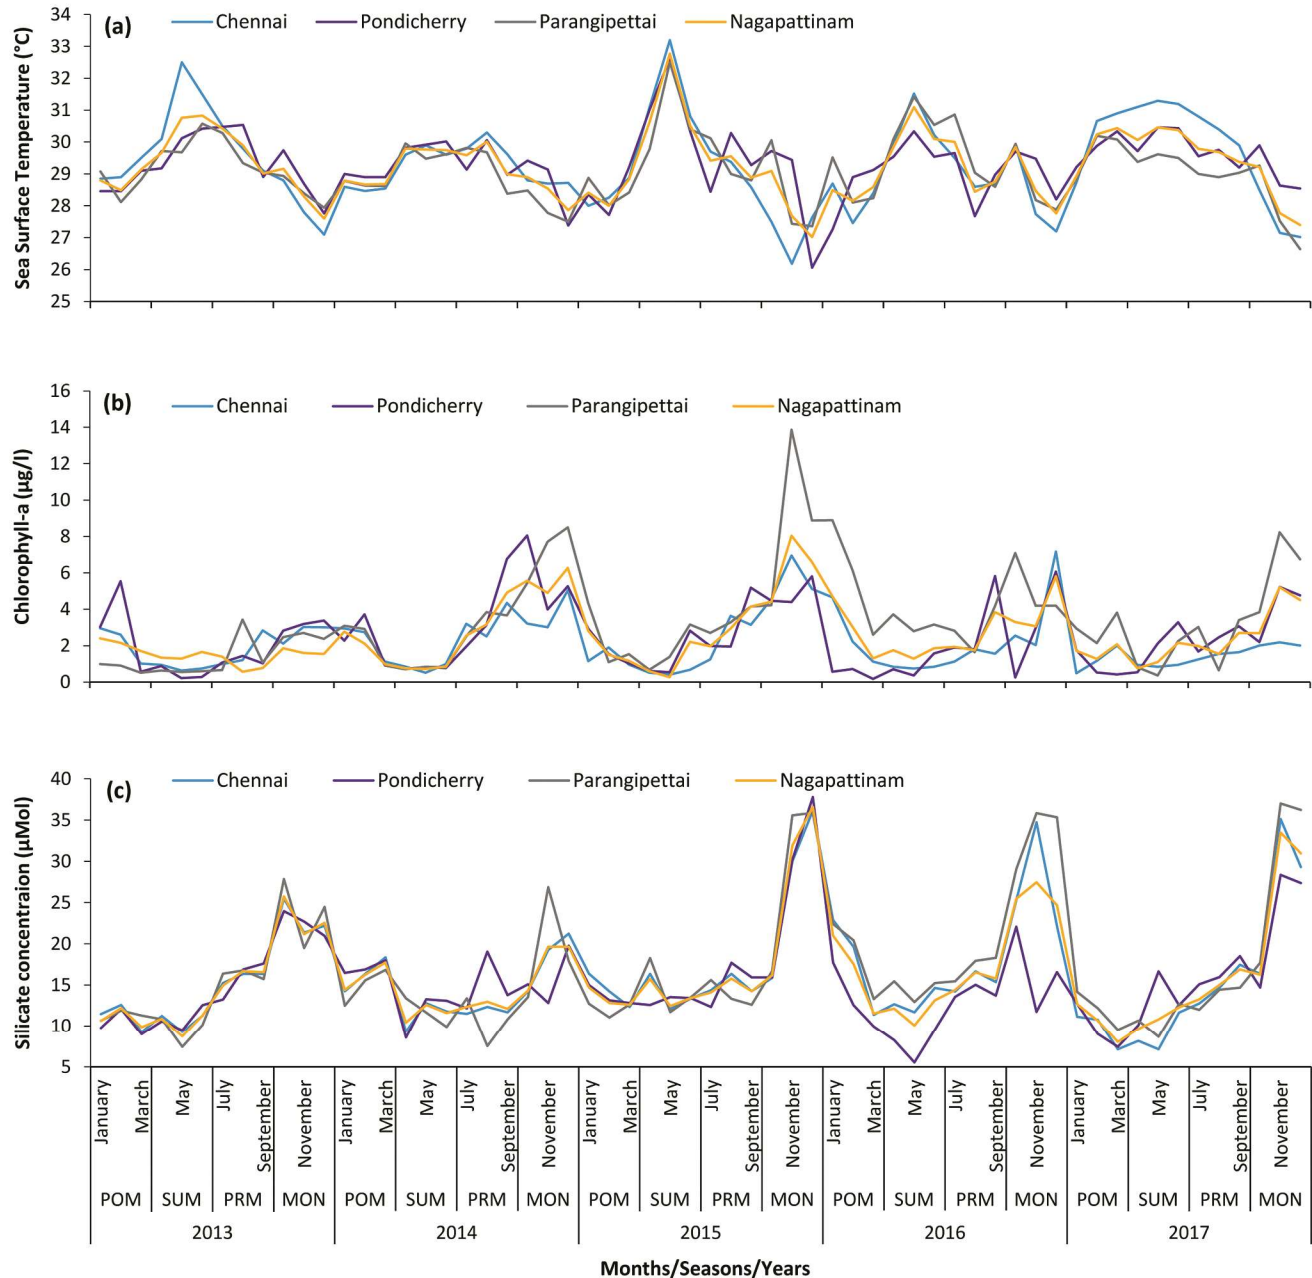 (a) Chennai Pondicherry Parangipettai Nagapattinam
Sea Surface Temperature (°C)
34
33
32
31
30
29
28
27
26
25
(b) Chennai Pondicherry Parangipettai Nagapattinam
Chlorophyll-a (µg/l)
16
14
12
10
8
6
4
2
0
(c) Chennai Pondicherry Parangipettai Nagapattinam
Silicate concentraion (µMol)
40
35
30
25
20
15
10
5
January March May July September November January March May July September November January March May July September November January March May July September November January March May July September November
POM SUM PRM MON POM SUM PRM MON POM SUM PRM MON POM SUM PRM MON POM SUM PRM MON
2013 2014 2015 2016 2017
Months/Seasons/Years